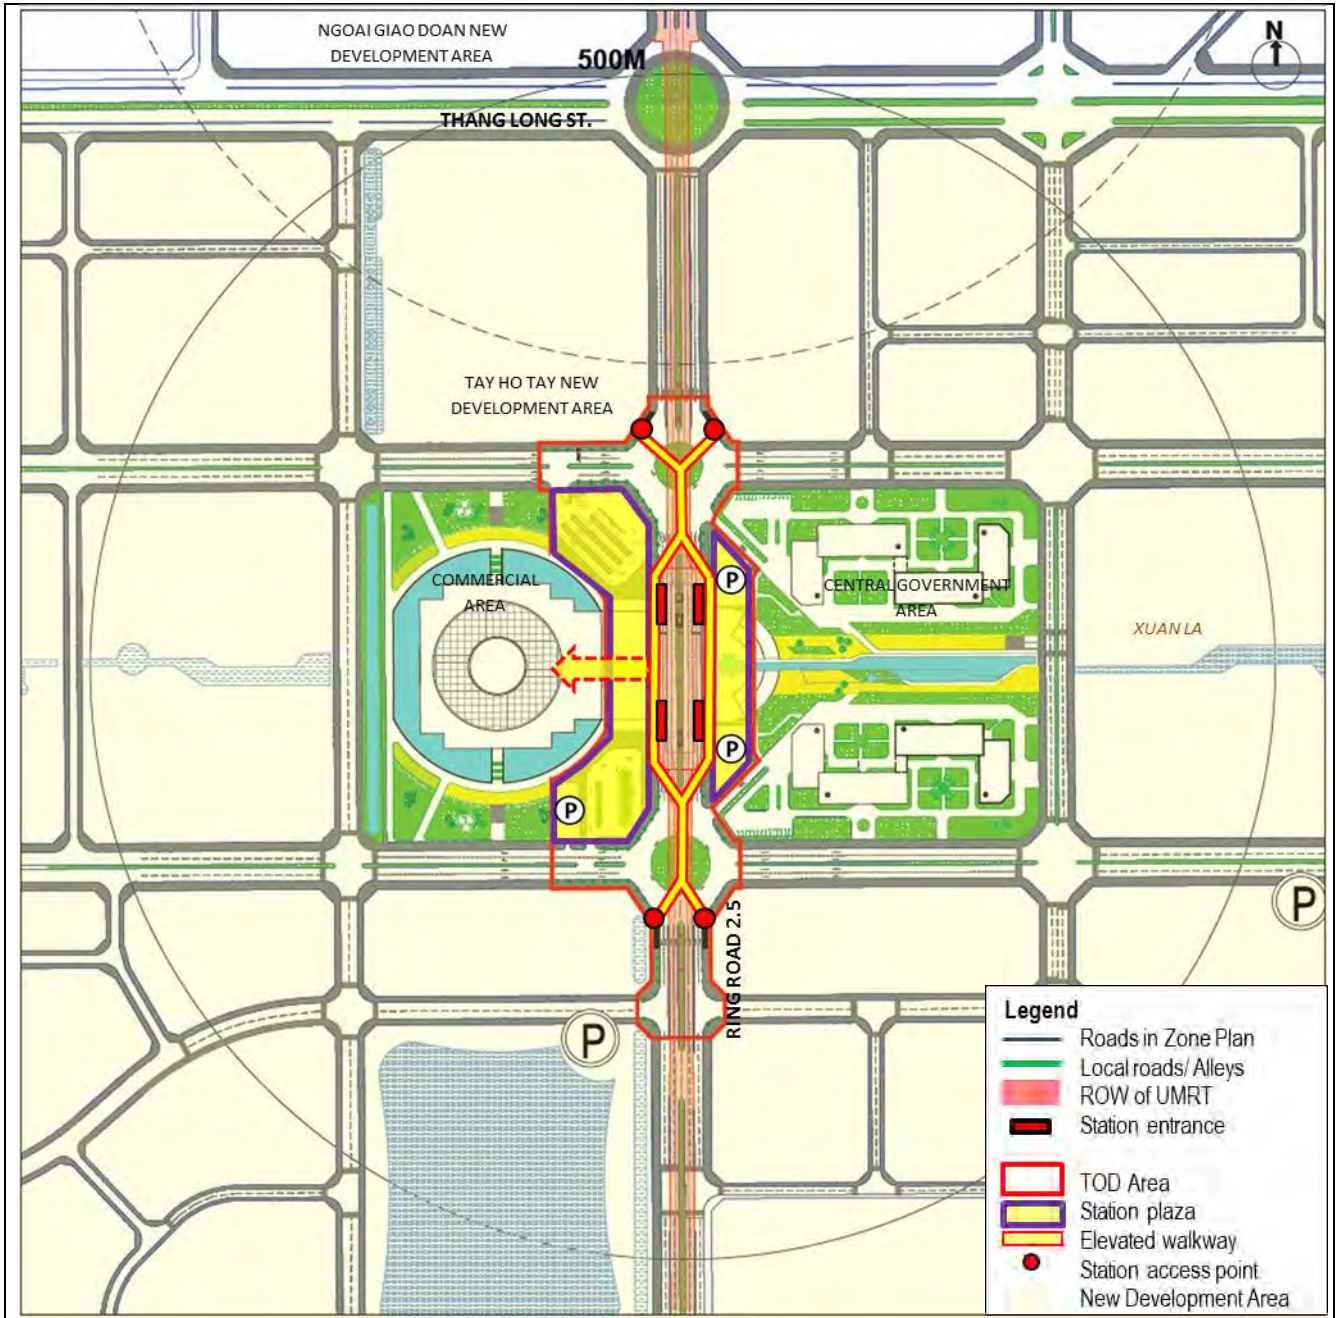 NGOAI GIAO DOAN NEW
DEVELOPMENT AREA
500M
N
THANG LONG ST.
TAY HO TAY NEW
DEVELOPMENT AREA
COMMERCIAL
AREA
P
CENTRAL GOVERNMENT
AREA
XUAN LA
P
P
P
P
RING ROAD 2.5
Legend
Roads in Zone Plan
Local roads/ Alleys
ROW of UMRT
Station entrance
TOD Area
Station plaza
Elevated walkway
Station access point
New Development Area